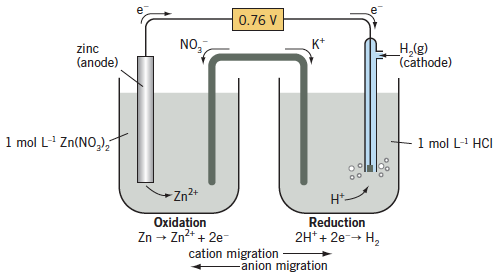 e⁻
0.76 V
e⁻
zinc
(anode)
NO₃⁻
K⁺
H₂(g)
(cathode)
1 mol L⁻¹ Zn(NO₃)₂
1 mol L⁻¹ HCl
Zn²⁺
H⁺
Oxidation
Zn → Zn²⁺ + 2e⁻
Reduction
2H⁺ + 2e⁻→ H₂
cation migration
anion migration